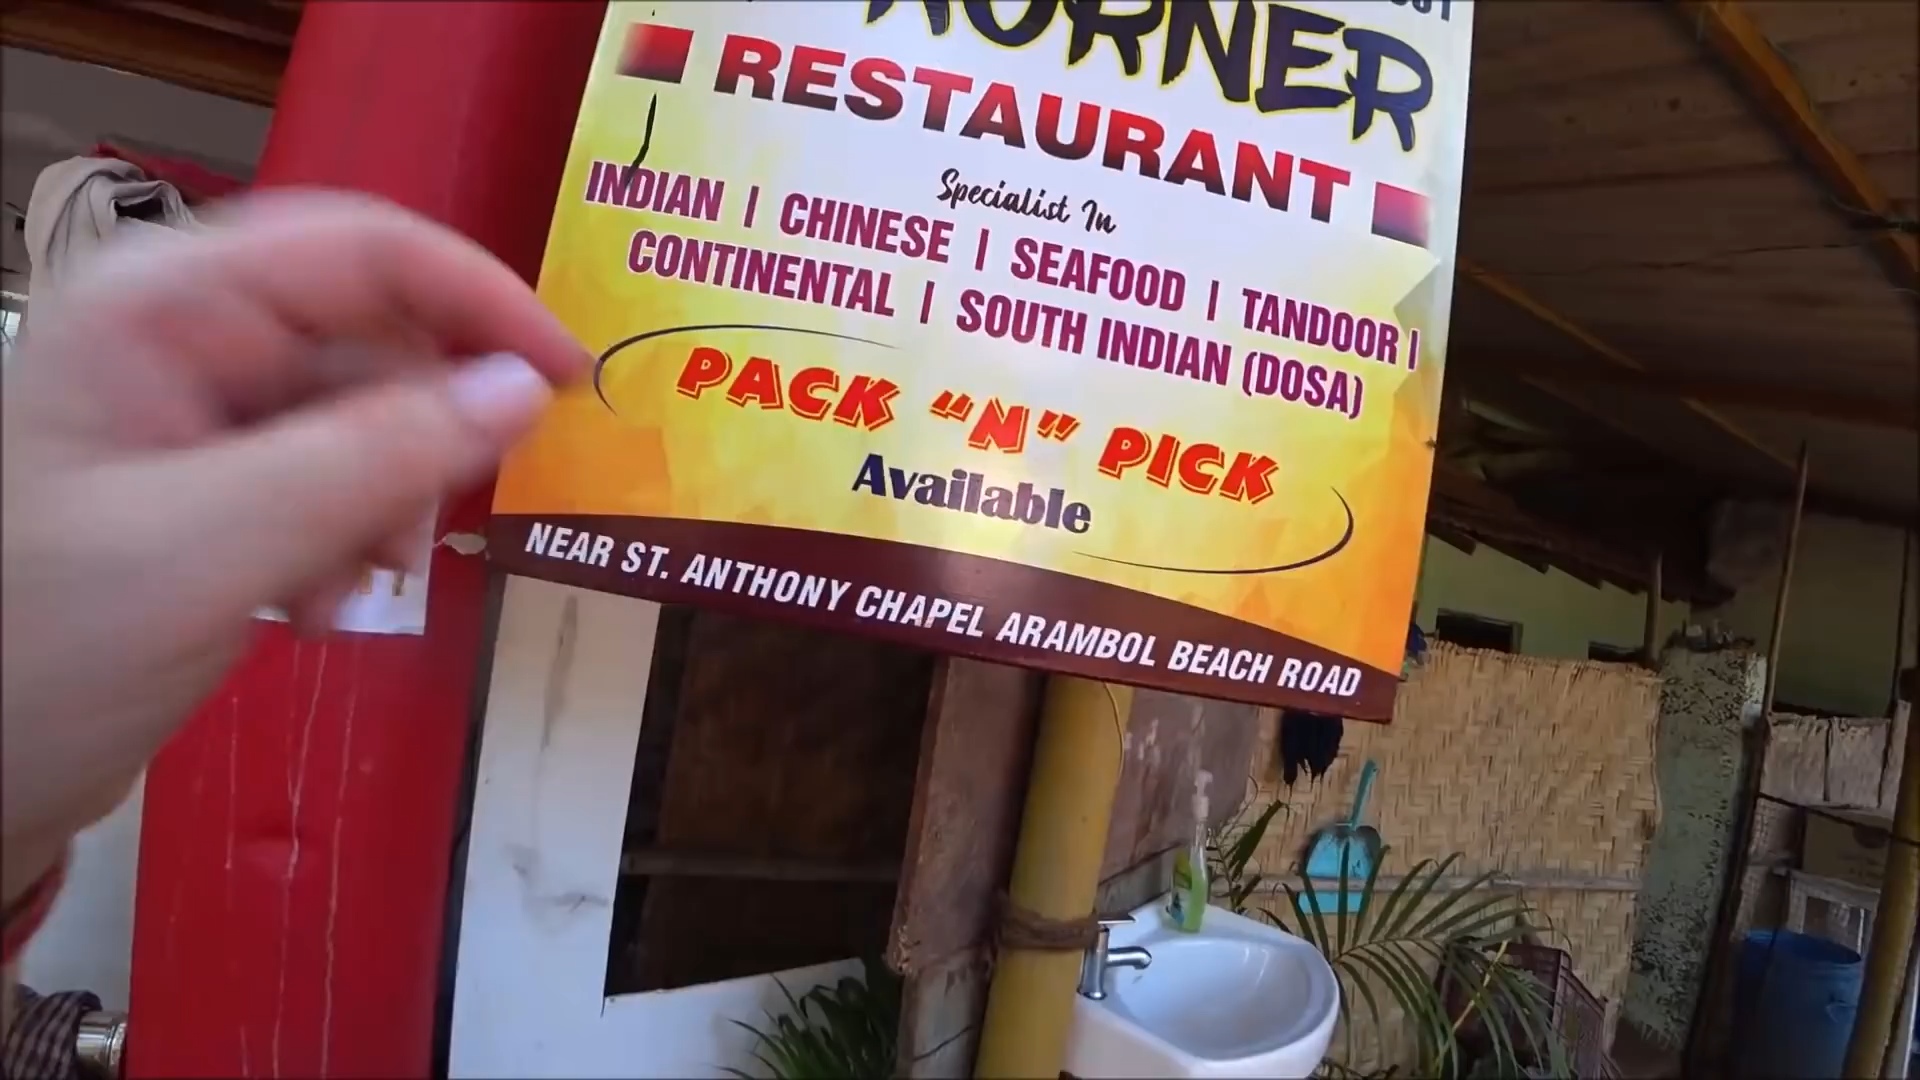 KORNER
RESTAURANT
Specialist In
INDIAN | CHINESE | SEAFOOD | TANDOOR |
CONTINENTAL | SOUTH INDIAN (DOSA)
PACK “N” PICK
Available
NEAR ST. ANTHONY CHAPEL ARAMBOL BEACH ROAD